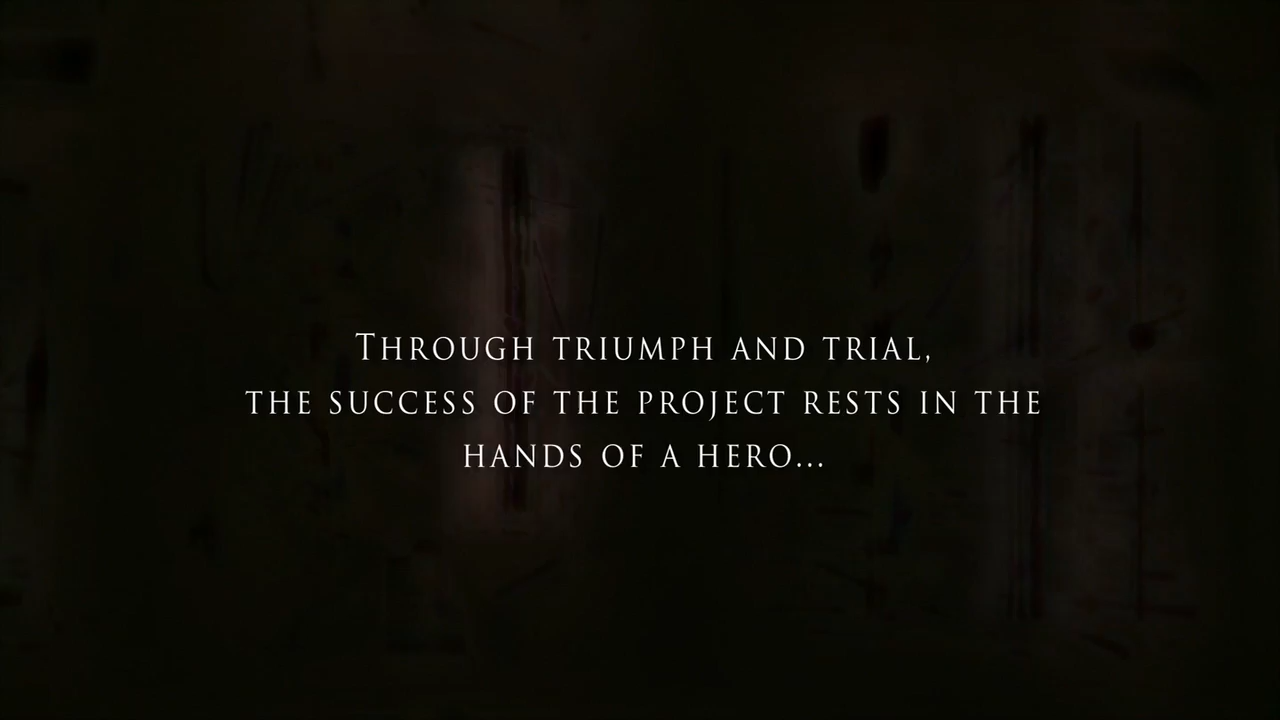 Through triumph and trial,
the success of the project rests in the
hands of a hero...